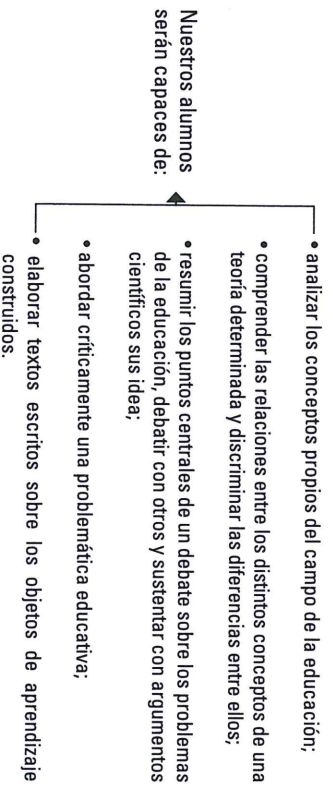 Nuestros alumnos
serán capaces de:
• analizar los conceptos propios del campo de la educación;
• comprender las relaciones entre los distintos conceptos de una
teoría determinada y discriminar las diferencias entre ellos;
• resumir los puntos centrales de un debate sobre los problemas
de la educación, debatir con otros y sustentar con argumentos
científicos sus idea;
• abordar críticamente una problemática educativa;
• elaborar textos escritos sobre los objetos de aprendizaje
construidos.